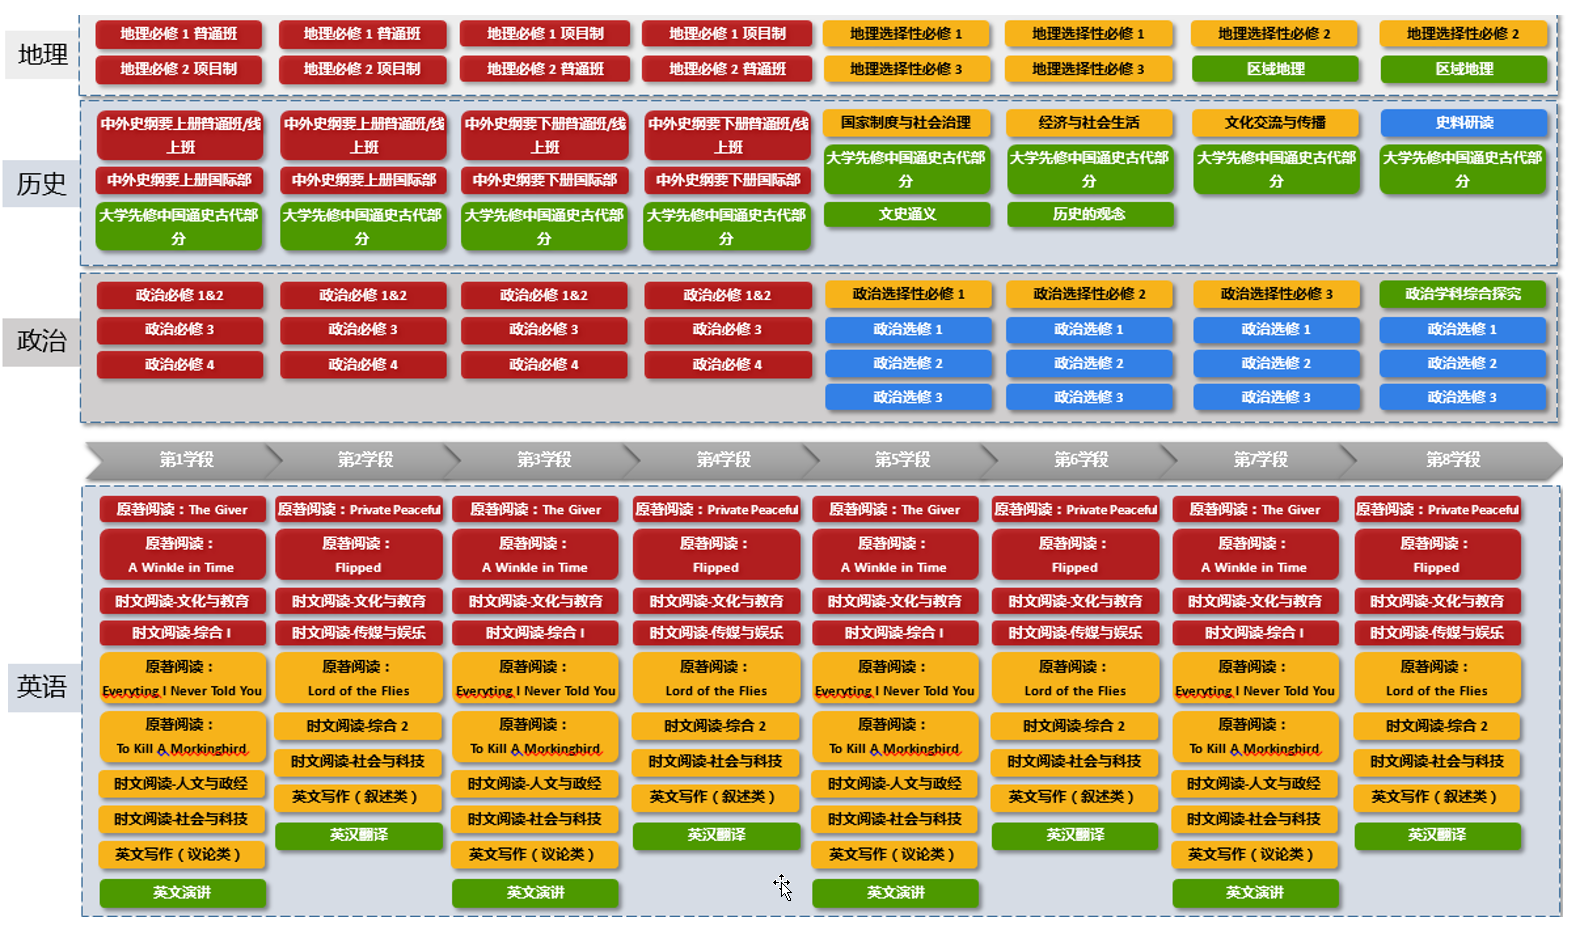 地理
地理必修 1 普通班
地理必修 1 普通班
地理必修 1 项目制
地理必修 1 项目制
地理选择性必修 1
地理选择性必修 1
地理选择性必修 2
地理选择性必修 2
地理必修 2 项目制
地理必修 2 项目制
地理必修 2 普通班
地理必修 2 普通班
地理选择性必修 3
地理选择性必修 3
区域地理
区域地理
历史
中外史纲要上册普通班/线
上班
中外史纲要上册普通班/线
上班
中外史纲要下册普通班/线
上班
中外史纲要下册普通班/线
上班
国家制度与社会治理
经济与社会生活
文化交流与传播
史料研读
中外史纲要上册国际部
中外史纲要上册国际部
中外史纲要下册国际部
中外史纲要下册国际部
大学先修中国通史古代部
分
大学先修中国通史古代部
分
大学先修中国通史古代部
分
大学先修中国通史古代部
分
大学先修中国通史古代部
分
大学先修中国通史古代部
分
大学先修中国通史古代部
分
大学先修中国通史古代部
分
文史通义
历史的观念
政治
政治必修 1&2
政治必修 1&2
政治必修 1&2
政治必修 1&2
政治选择性必修 1
政治选择性必修 2
政治选择性必修 3
政治学科综合探究
政治必修 3
政治必修 3
政治必修 3
政治必修 3
政治选修 1
政治选修 1
政治选修 1
政治选修 1
政治必修 4
政治必修 4
政治必修 4
政治必修 4
政治选修 2
政治选修 2
政治选修 2
政治选修 2
政治选修 3
政治选修 3
政治选修 3
政治选修 3
第1学段
第2学段
第3学段
第4学段
第5学段
第6学段
第7学段
第8学段
英语
原著阅读：The Giver
原著阅读：Private Peaceful
原著阅读：The Giver
原著阅读：Private Peaceful
原著阅读：The Giver
原著阅读：Private Peaceful
原著阅读：The Giver
原著阅读：Private Peaceful
原著阅读：
A Winkle in Time
原著阅读：
Flipped
原著阅读：
A Winkle in Time
原著阅读：
Flipped
原著阅读：
A Winkle in Time
原著阅读：
Flipped
原著阅读：
A Winkle in Time
原著阅读：
Flipped
时文阅读-文化与教育
时文阅读-文化与教育
时文阅读-文化与教育
时文阅读-文化与教育
时文阅读-文化与教育
时文阅读-文化与教育
时文阅读-文化与教育
时文阅读-文化与教育
时文阅读-综合 I
时文阅读-传媒与娱乐
时文阅读-综合 I
时文阅读-传媒与娱乐
时文阅读-综合 I
时文阅读-传媒与娱乐
时文阅读-综合 I
时文阅读-传媒与娱乐
原著阅读：
Everyting I Never Told You
原著阅读：
Lord of the Flies
原著阅读：
Everyting I Never Told You
原著阅读：
Lord of the Flies
原著阅读：
Everyting I Never Told You
原著阅读：
Lord of the Flies
原著阅读：
Everyting I Never Told You
原著阅读：
Lord of the Flies
原著阅读：
To Kill A Morkingbird
时文阅读-综合 2
原著阅读：
To Kill A Morkingbird
时文阅读-综合 2
原著阅读：
To Kill A Morkingbird
时文阅读-综合 2
原著阅读：
To Kill A Morkingbird
时文阅读-综合 2
时文阅读-人文与政经
时文阅读-社会与科技
时文阅读-人文与政经
时文阅读-社会与科技
时文阅读-人文与政经
时文阅读-社会与科技
时文阅读-人文与政经
时文阅读-社会与科技
时文阅读-社会与科技
英文写作（叙述类）
时文阅读-社会与科技
英文写作（叙述类）
时文阅读-社会与科技
英文写作（叙述类）
时文阅读-社会与科技
英文写作（叙述类）
英文写作（议论类）
英汉翻译
英文写作（议论类）
英汉翻译
英文写作（议论类）
英汉翻译
英文写作（议论类）
英汉翻译
英文演讲
英文演讲
英文演讲
英文演讲